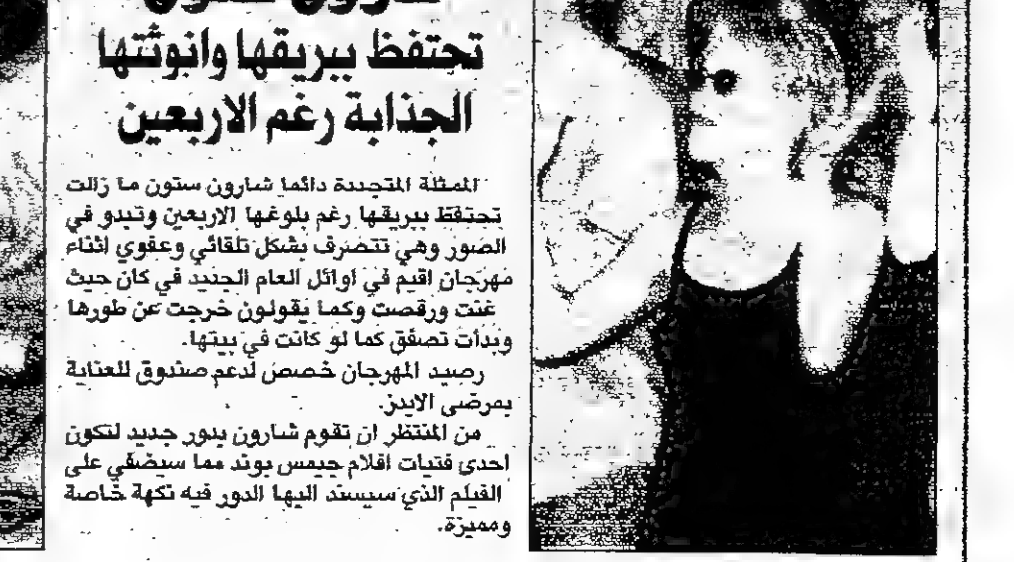 شارون ستون
تحتفظ ببريقها وانوثتها
الجذابة رغم الاربعين
الممثلة المتجددة دائما شارون ستون ما زالت
تحتفظ ببريقها رغم بلوغها الاربعين وتبدو في
الصور وهي تتصرف بشكل تلقائي وعفوي اثناء
مهرجان اقيم في اوائل العام الجديد في كان حيث
غنت ورقصت وكما يقولون خرجت عن طورها
وبدأت تصفق كما لو كانت في بيتها.
رصيد المهرجان خصص لدعم صندوق للعناية
بمرضى الايدز.
من المنتظر ان تقوم شارون بدور جديد لتكون
احدى فتيات افلام جيمس بوند مما سيضفي على
الفيلم الذي سيسند اليها الدور فيه نكهة خاصة
ومميزة.